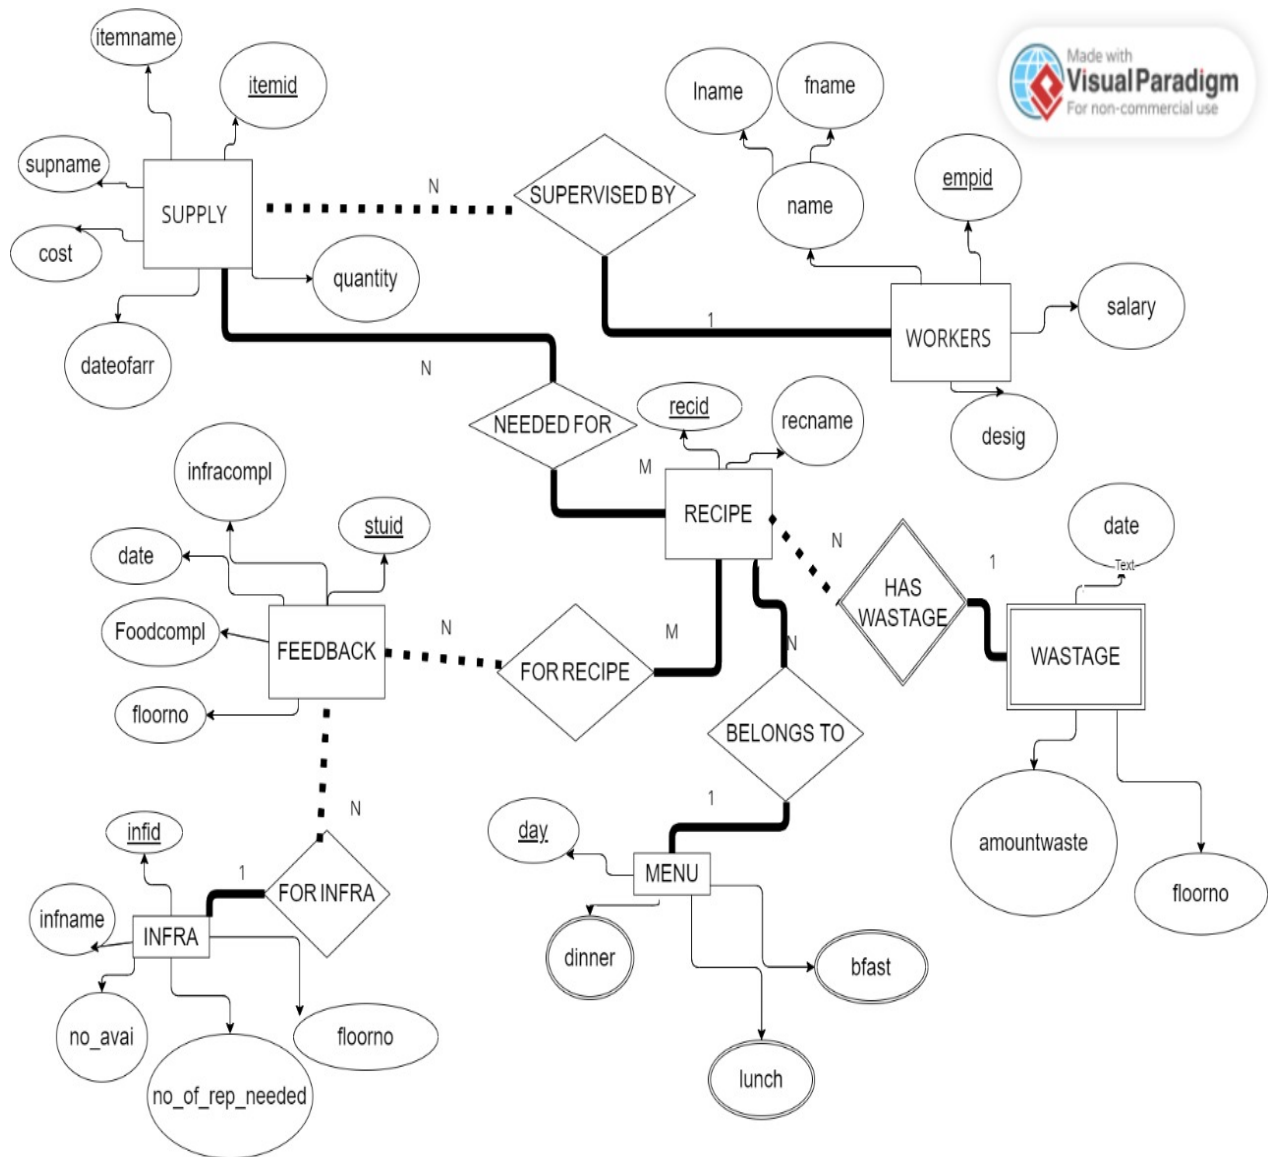 itemname
itemid
lname
fname
Made with
Visual Paradigm
For non-commercial use
supname
SUPPLY
N
SUPERVISED BY
name
empid
cost
quantity
dateofarr
1
WORKERS
salary
N
NEEDED FOR
recid
recname
desig
infracompl
M
RECIPE
stuid
date
date
N
1
Text
HAS
WASTAGE
Foodcompl
FEEDBACK
N
FOR RECIPE
M
N
WASTAGE
floorno
BELONGS TO
N
1
infid
day
amountwaste
MENU
floorno
1
FOR INFRA
infname
INFRA
dinner
bfast
no_avai
floorno
no_of_rep_needed
lunch